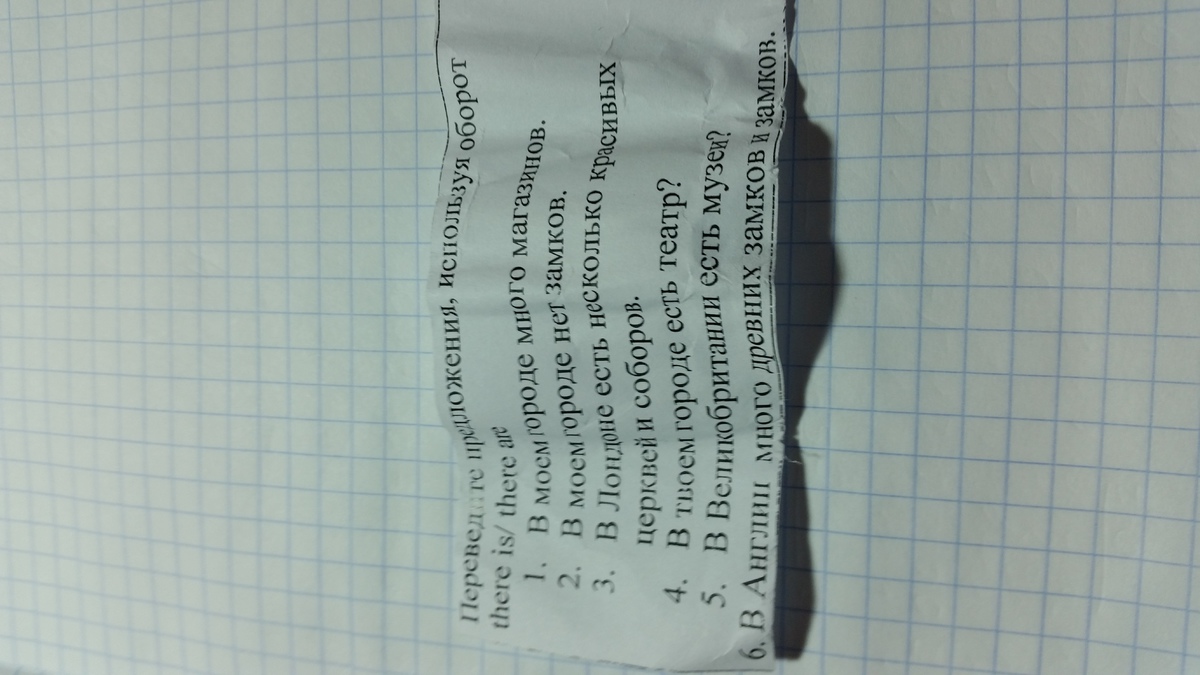 Переведите предложения, используя оборот
there is/ there are
1. В моем городе много магазинов.
2. В моем городе нет замков.
3. В Лондоне есть несколько красивых
церквей и соборов.
4. В твоем городе есть театр?
5. В Великобритании есть музеи?
6. В Англии много древних замков и замков.